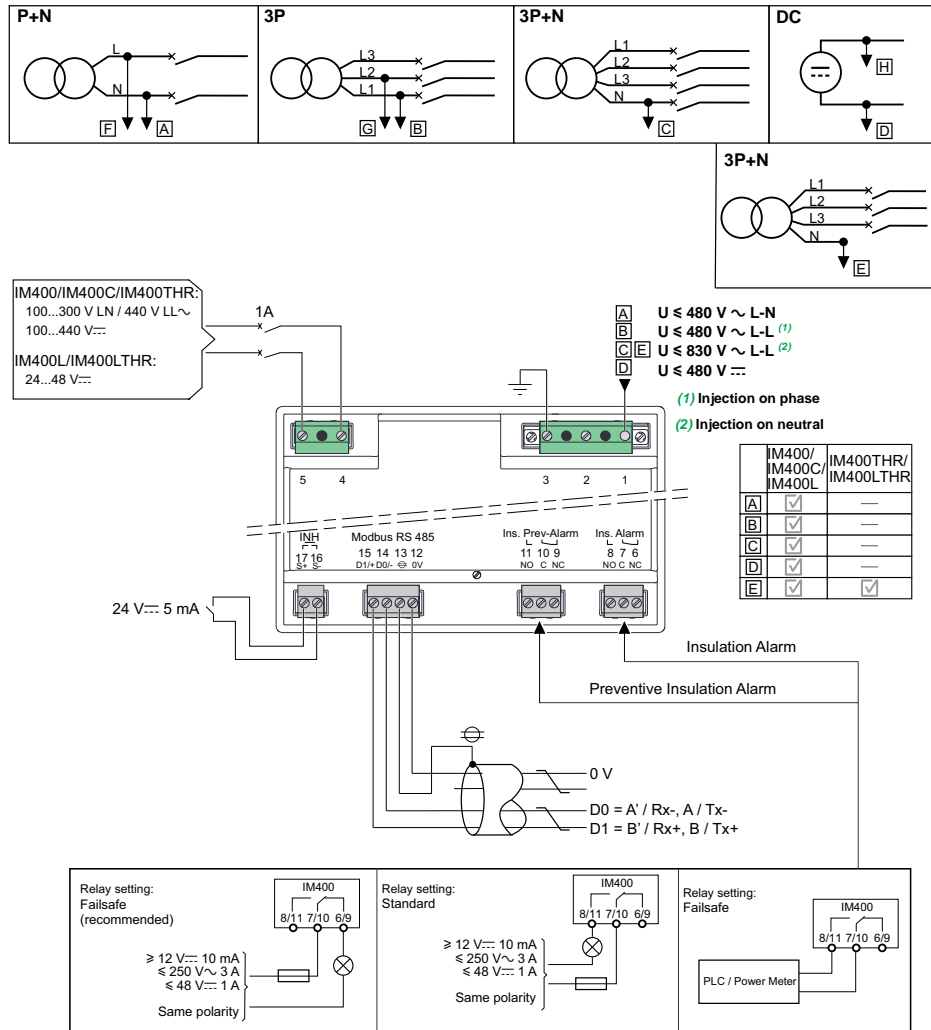 P+N
L
N
F
A
3P
L3
L2
L1
G
B
3P+N
L1
L2
L3
N
C
DC
H
D
3P+N
L1
L2
L3
N
E
IM400/IM400C/IM400THR:
100...300 V LN / 440 V LL∼
100...440 V⎓
IM400L/IM400LTHR:
24...48 V⎓
1A
A U ≤ 480 V ∼ L-N
B U ≤ 480 V ∼ L-L (1)
C E U ≤ 830 V ∼ L-L (2)
D U ≤ 480 V ⎓
(1) Injection on phase
(2) Injection on neutral
IM400/ IM400C/ IM400L
IM400THR/ IM400LTHR
A ☑ —
B ☑ —
C ☑ —
D ☑ —
E ☑ ☑
5 4 3 2 1
INH
17 16
S+ S-
Modbus RS 485
15 14 13 12
D1/+ D0/- 0V
Ins. Prev-Alarm
11 10 9
NO C NC
Ins. Alarm
8 7 6
NO C NC
24 V⎓ 5 mA
Insulation Alarm
Preventive Insulation Alarm
0 V
D0 = A' / Rx-, A / Tx-
D1 = B' / Rx+, B / Tx+
Relay setting:
Failsafe
(recommended)
IM400
8/11 7/10 6/9
≥ 12 V⎓ 10 mA
≤ 250 V∼ 3 A
≤ 48 V⎓ 1 A
Same polarity
Relay setting:
Standard
IM400
8/11 7/10 6/9
≥ 12 V⎓ 10 mA
≤ 250 V∼ 3 A
≤ 48 V⎓ 1 A
Same polarity
Relay setting:
Failsafe
IM400
8/11 7/10 6/9
PLC / Power Meter